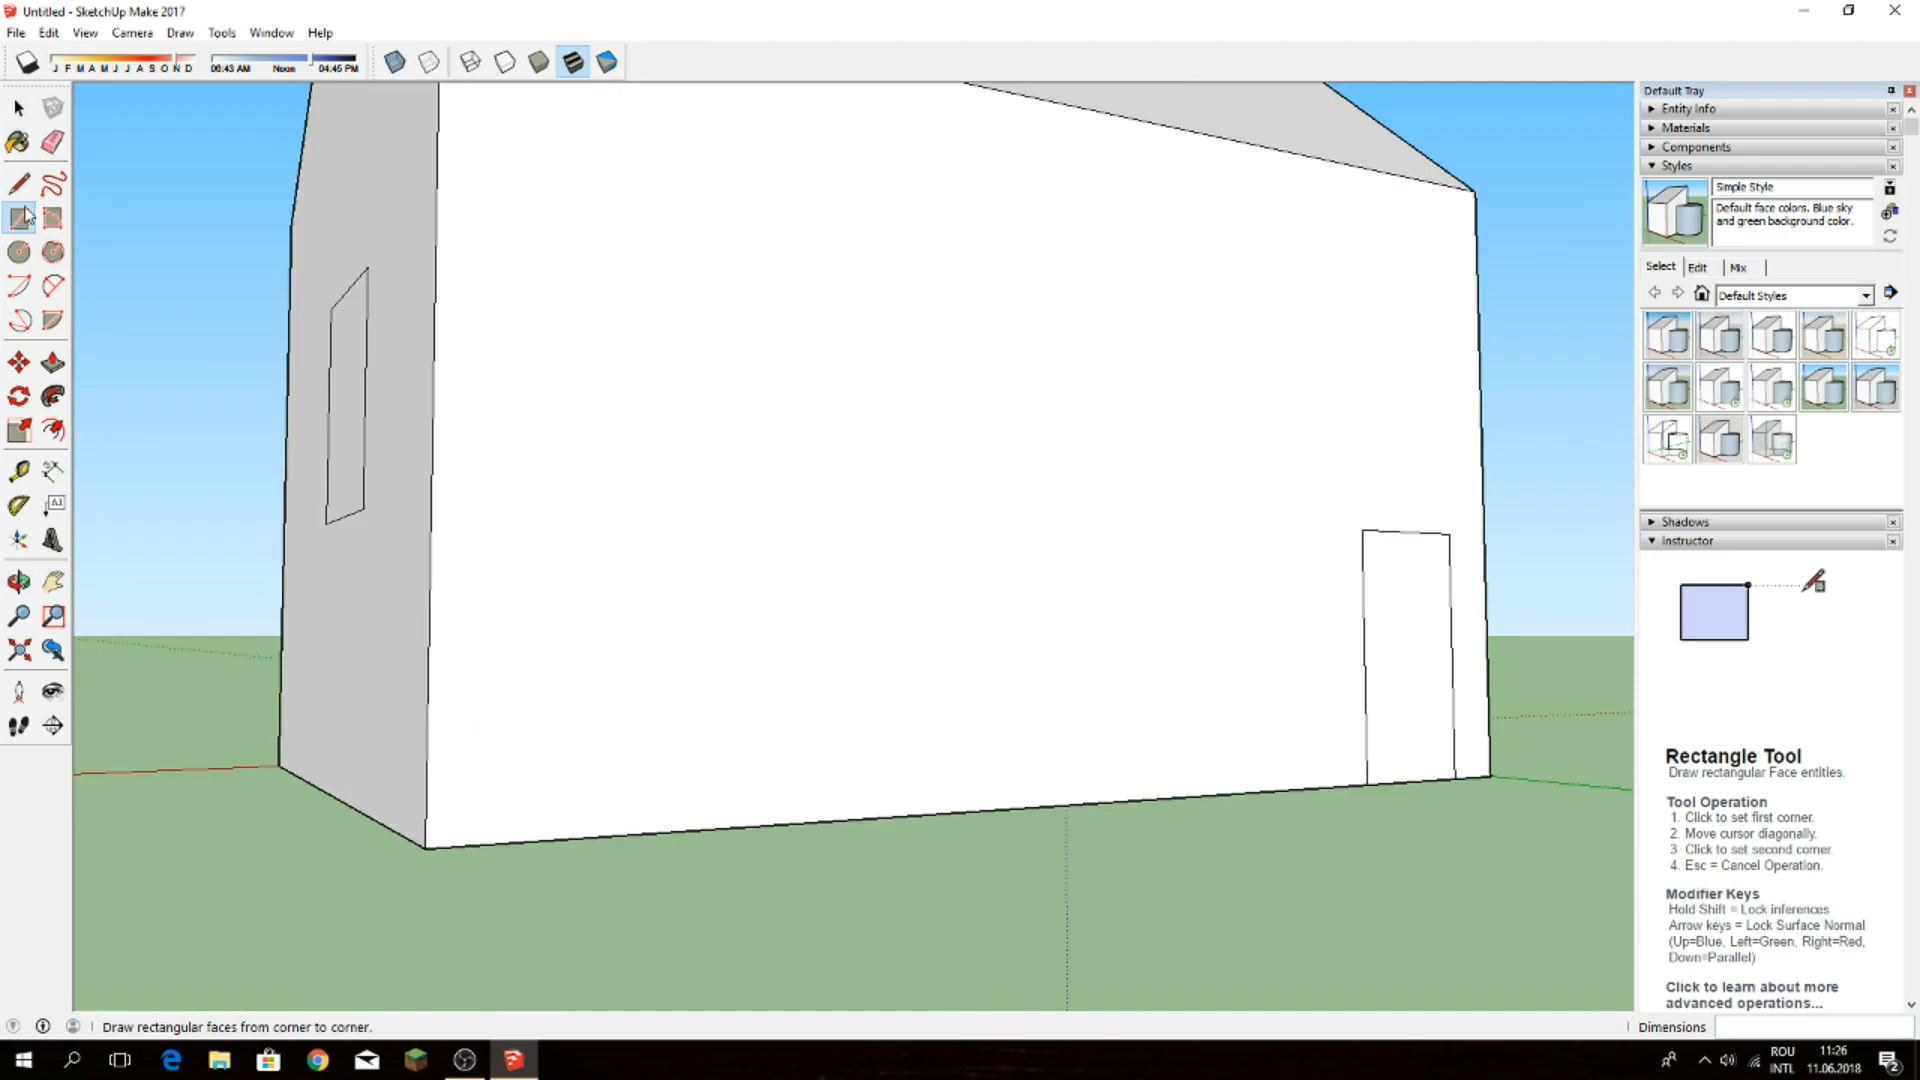 Untitled - SketchUp Make 2017
File Edit View Camera Draw Tools Window Help
J F M A M J J A S O N D 06:43 AM Noon 04:45 PM
Default Tray
Entity Info
Materials
Components
Styles
Simple Style
Default face colors. Blue sky
and green background color.
Select Edit Mix
Default Styles
Shadows
Instructor
Rectangle Tool
Draw rectangular Face entities.
Tool Operation
1. Click to set first corner.
2. Move cursor diagonally.
3. Click to set second corner
4. Esc = Cancel Operation.
Modifier Keys
Hold Shift = Lock inferences
Arrow keys = Lock Surface Normal
(Up=Blue, Left=Green, Right=Red,
Down=Parallel)
Click to learn about more
advanced operations...
Draw rectangular faces from corner to corner.
Dimensions
ROU
INTL
11:26
11.06.2018
2